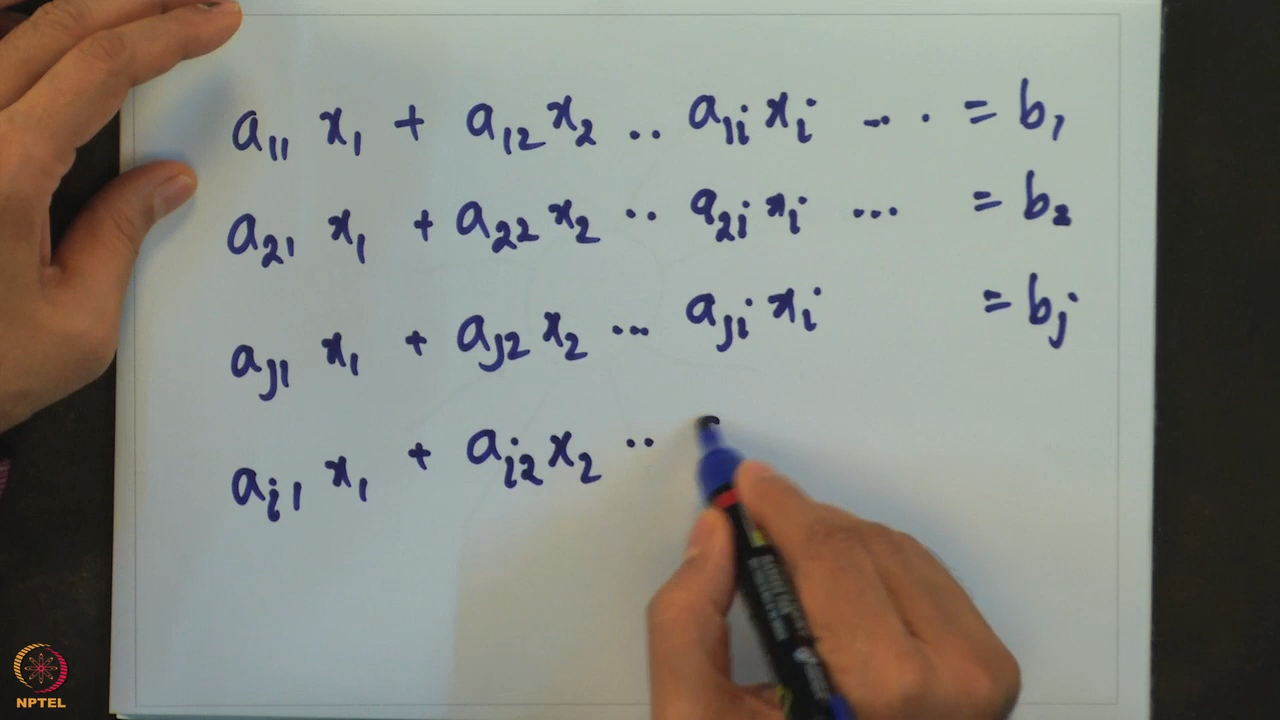 a₁₁ x₁ + a₁₂ x₂ .. a₁ᵢ xᵢ ... = b₁
a₂₁ x₁ + a₂₂ x₂ .. a₂ᵢ xᵢ ... = b₂
aⱼ₁ x₁ + aⱼ₂ x₂ ... aⱼᵢ xᵢ = bⱼ
aᵢ₁ x₁ + aᵢ₂ x₂ ..
NPTEL